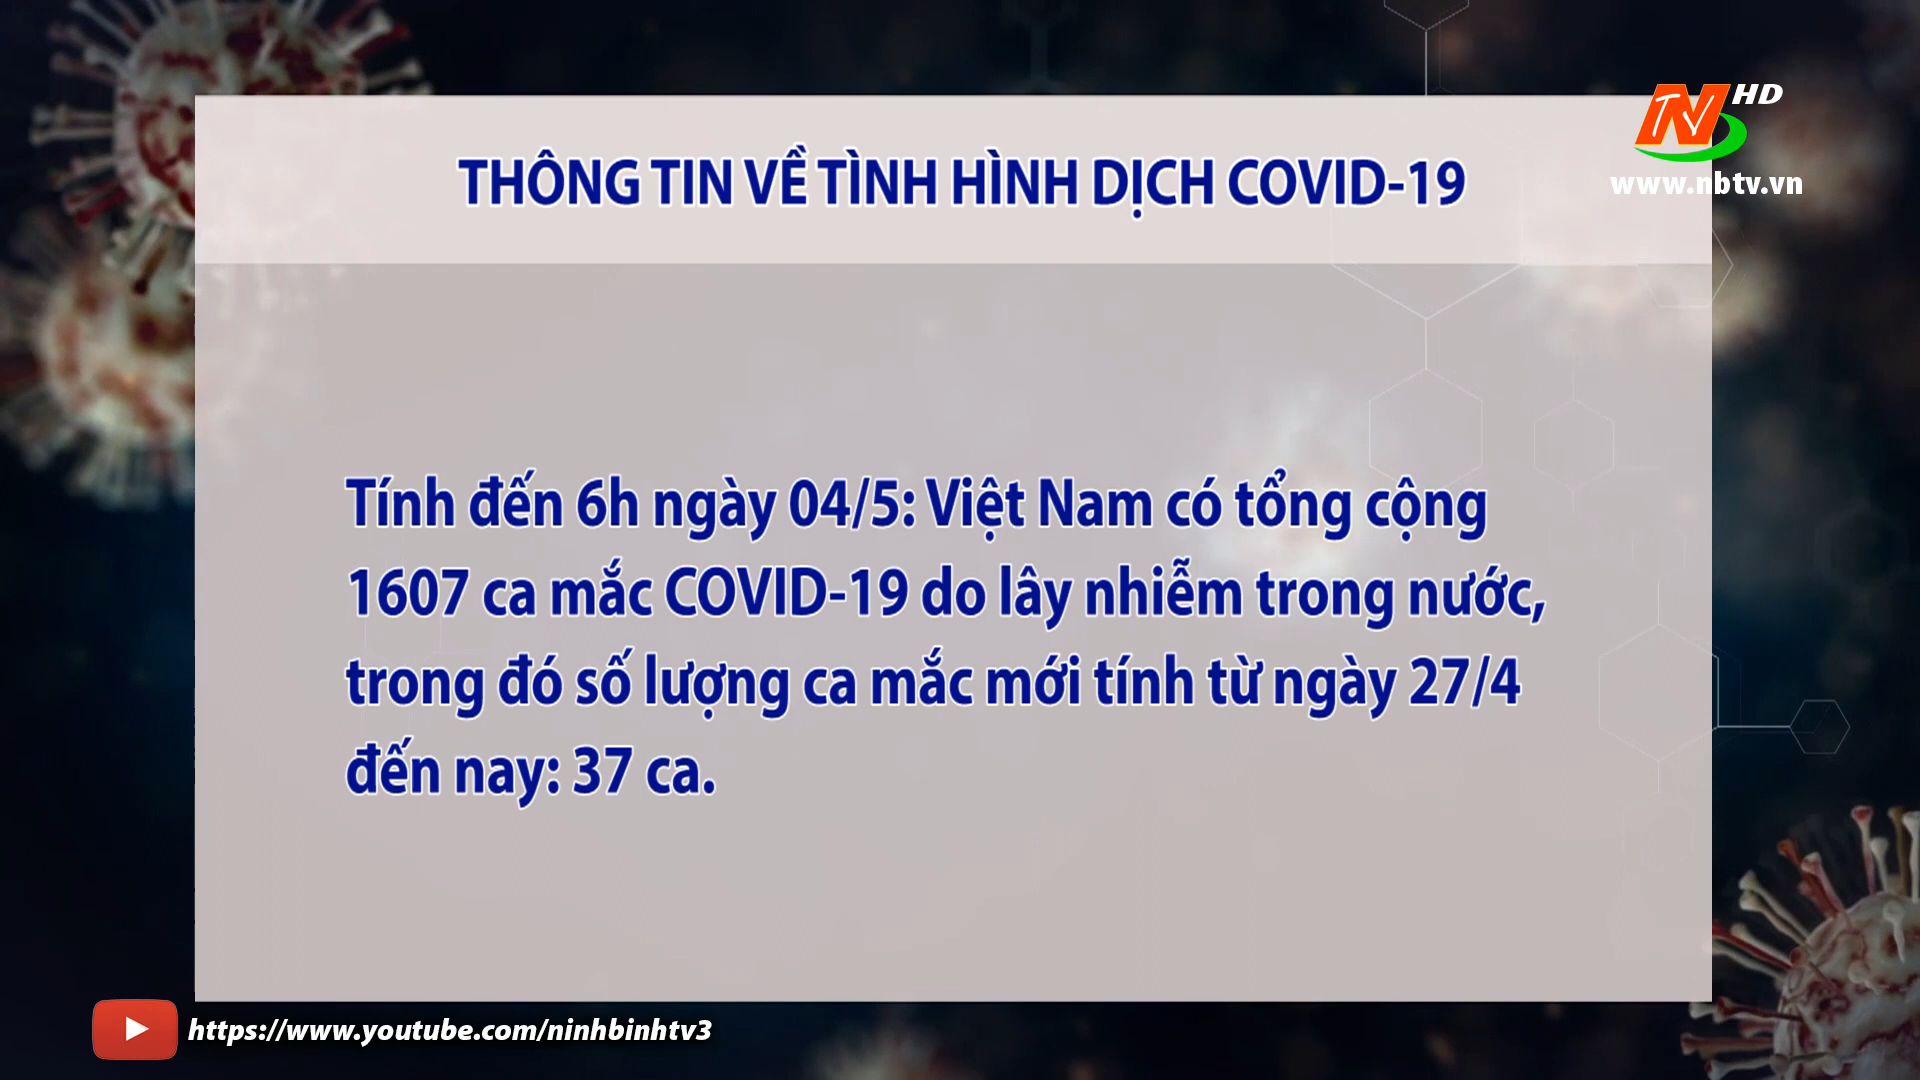 NTV HD
www.nbtv.vn
THÔNG TIN VỀ TÌNH HÌNH DỊCH COVID-19
Tính đến 6h ngày 04/5: Việt Nam có tổng cộng
1607 ca mắc COVID-19 do lây nhiễm trong nước,
trong đó số lượng ca mắc mới tính từ ngày 27/4
đến nay: 37 ca.
https://www.youtube.com/ninhbinhtv3